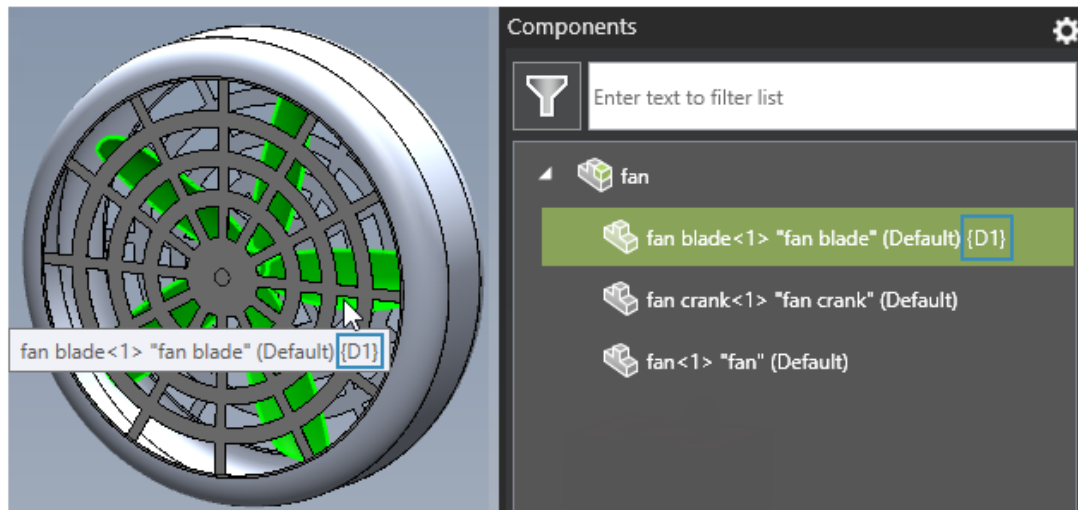 Components
Enter text to filter list
fan
fan blade<1> "fan blade" (Default) {D1}
fan crank<1> "fan crank" (Default)
fan<1> "fan" (Default)
fan blade<1> "fan blade" (Default) {D1}